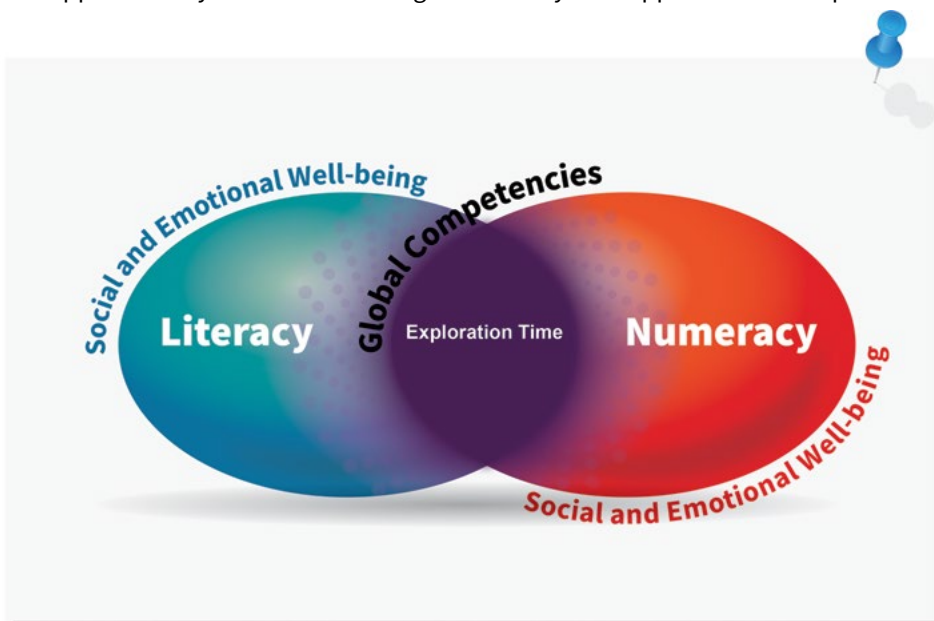 Social and Emotional Well-being
Global Competencies
Literacy
Exploration Time
Numeracy
Social and Emotional Well-being